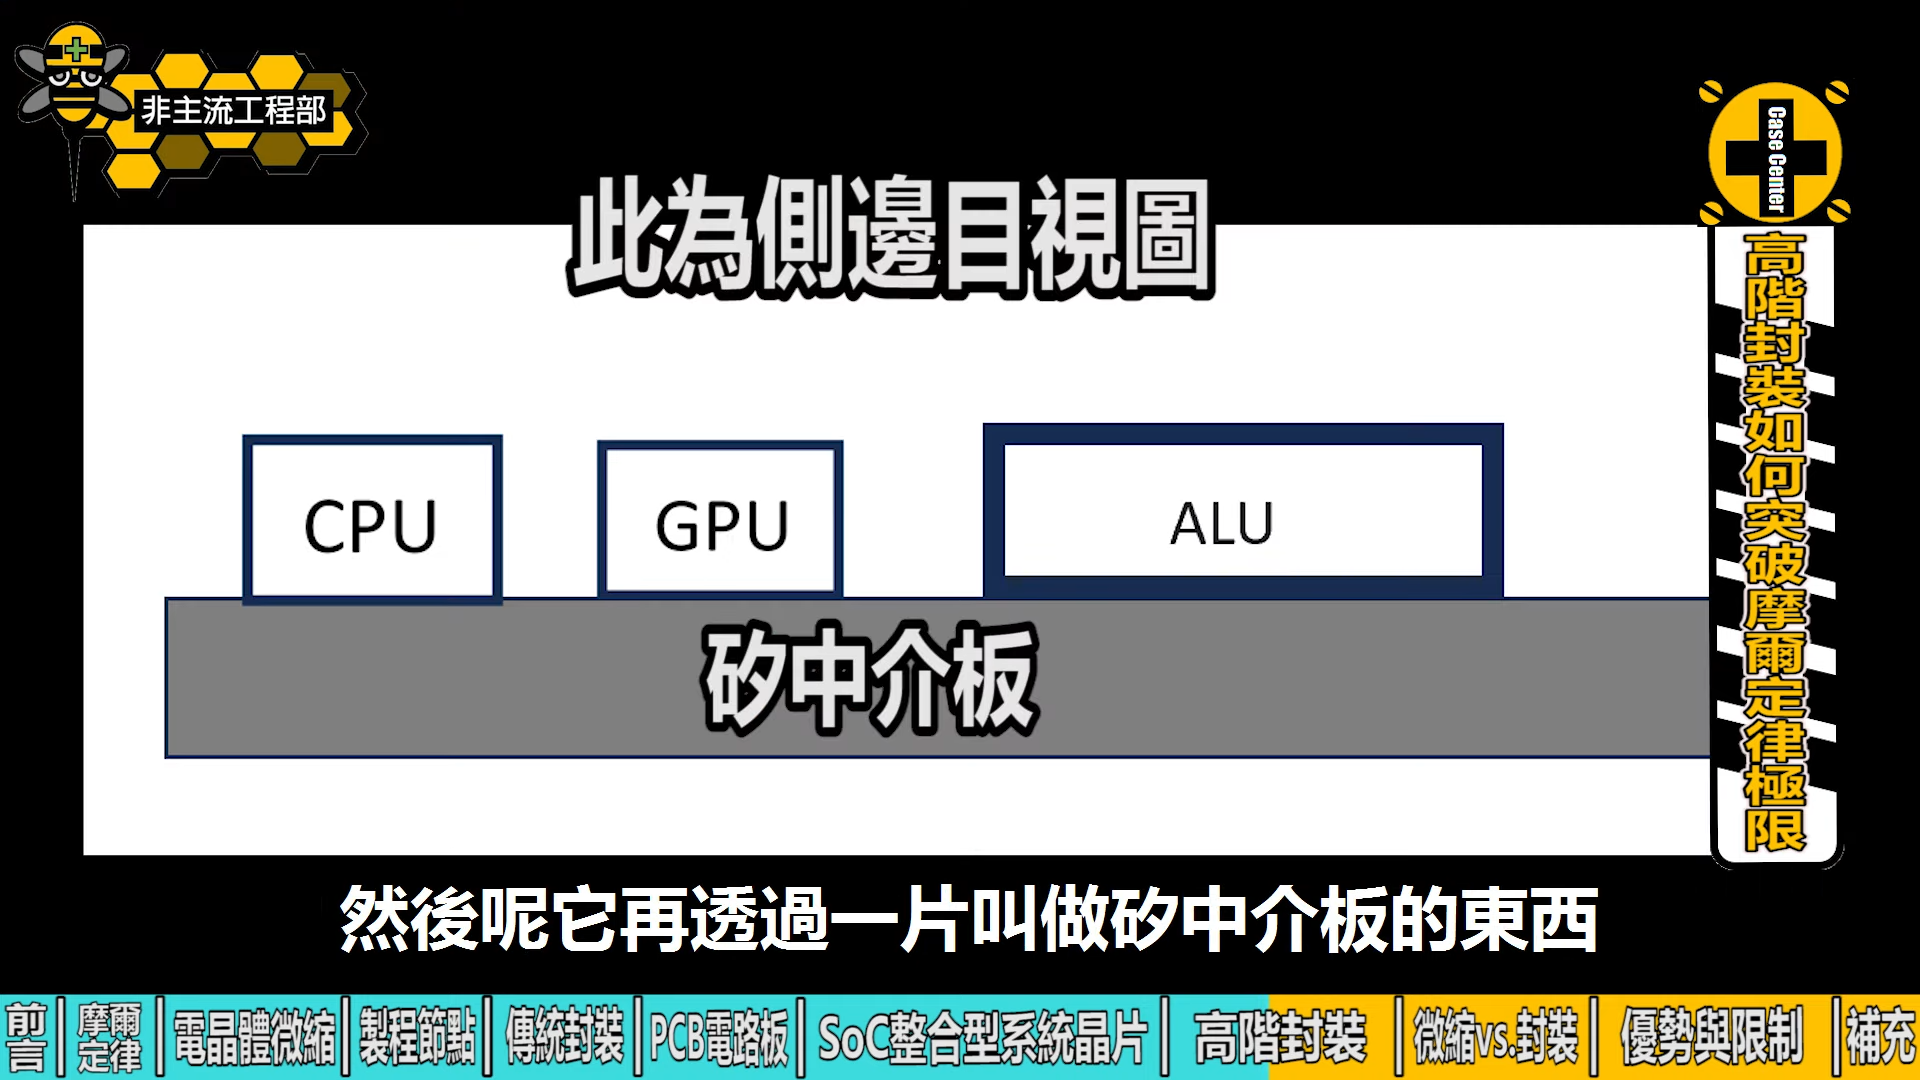 非主流工程部
Case Center
此為側邊目視圖
高階封裝如何突破摩爾定律極限
CPU
GPU
ALU
矽中介板
然後呢它再透過一片叫做矽中介板的東西
前言
摩爾定律
電晶體微縮
製程節點
傳統封裝
PCB電路板
SoC整合型系統晶片
高階封裝
微縮vs.封裝
優勢與限制
補充